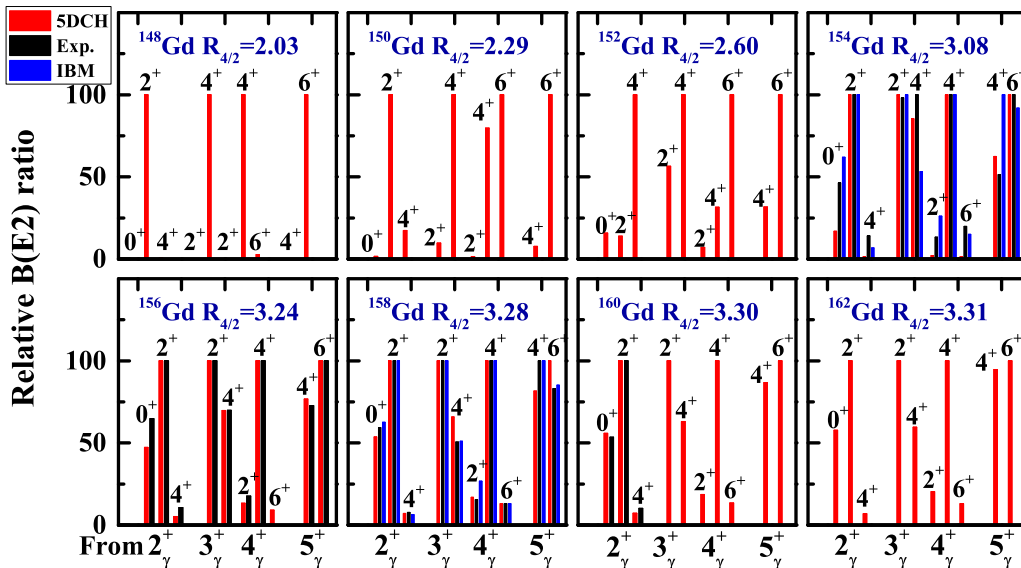 5DCH
Exp.
IBM
Relative B(E2) ratio
100
50
0
¹⁴⁸Gd R4/2=2.03
0⁺ 2⁺ 4⁺ 2⁺ 4⁺ 2⁺ 4⁺ 6⁺ 4⁺ 6⁺
¹⁵⁰Gd R4/2=2.29
0⁺ 2⁺ 4⁺ 2⁺ 4⁺ 2⁺ 4⁺ 6⁺ 4⁺ 6⁺
¹⁵²Gd R4/2=2.60
0⁺ 2⁺ 4⁺ 2⁺ 4⁺ 2⁺ 4⁺ 6⁺ 4⁺ 6⁺
¹⁵⁴Gd R4/2=3.08
0⁺ 2⁺ 4⁺ 2⁺ 4⁺ 2⁺ 4⁺ 6⁺ 4⁺ 6⁺
100
50
0
¹⁵⁶Gd R4/2=3.24
0⁺ 2⁺ 4⁺ 2⁺ 4⁺ 2⁺ 4⁺ 6⁺ 4⁺ 6⁺
¹⁵⁸Gd R4/2=3.28
0⁺ 2⁺ 4⁺ 2⁺ 4⁺ 2⁺ 4⁺ 6⁺ 4⁺ 6⁺
¹⁶⁰Gd R4/2=3.30
0⁺ 2⁺ 4⁺ 2⁺ 4⁺ 2⁺ 4⁺ 6⁺ 4⁺ 6⁺
¹⁶²Gd R4/2=3.31
0⁺ 2⁺ 4⁺ 2⁺ 4⁺ 2⁺ 4⁺ 6⁺ 4⁺ 6⁺
From 2⁺γ 3⁺γ 4⁺γ 5⁺γ 2⁺γ 3⁺γ 4⁺γ 5⁺γ 2⁺γ 3⁺γ 4⁺γ 5⁺γ 2⁺γ 3⁺γ 4⁺γ 5⁺γ